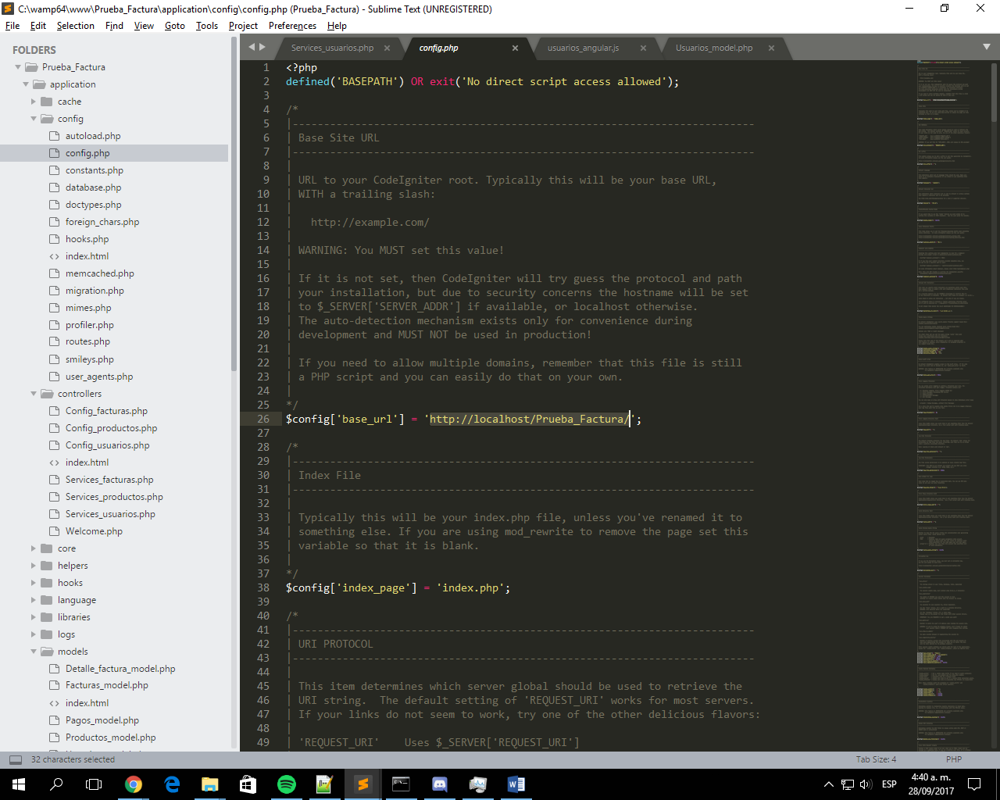 C:\wamp64\www\Prueba_Factura\application\config\config.php (Prueba_Factura) - Sublime Text (UNREGISTERED)
File Edit Selection Find View Goto Tools Project Preferences Help
FOLDERS
Prueba_Factura
application
cache
config
autoload.php
config.php
constants.php
database.php
doctypes.php
foreign_chars.php
hooks.php
index.html
memcached.php
migration.php
mimes.php
profiler.php
routes.php
smileys.php
user_agents.php
controllers
Config_facturas.php
Config_productos.php
Config_usuarios.php
index.html
Services_facturas.php
Services_productos.php
Services_usuarios.php
Welcome.php
core
helpers
hooks
language
libraries
logs
models
Detalle_factura_model.php
Facturas_model.php
index.html
Pagos_model.php
Productos_model.php
Services_usuarios.php config.php usuarios_angular.js Usuarios_model.php
1 <?php
2 defined('BASEPATH') OR exit('No direct script access allowed');
3
4 /*
5 |--------------------------------------------------------------------------
6 | Base Site URL
7 |--------------------------------------------------------------------------
8 |
9 | URL to your CodeIgniter root. Typically this will be your base URL,
10 | WITH a trailing slash:
11 |
12 |   http://example.com/
13 |
14 | WARNING: You MUST set this value!
15 |
16 | If it is not set, then CodeIgniter will try guess the protocol and path
17 | your installation, but due to security concerns the hostname will be set
18 | to $_SERVER['SERVER_ADDR'] if available, or localhost otherwise.
19 | The auto-detection mechanism exists only for convenience during
20 | development and MUST NOT be used in production!
21 |
22 | If you need to allow multiple domains, remember that this file is still
23 | a PHP script and you can easily do that on your own.
24 |
25 */
26 $config['base_url'] = 'http://localhost/Prueba_Factura/';
27
28 /*
29 |--------------------------------------------------------------------------
30 | Index File
31 |--------------------------------------------------------------------------
32 |
33 | Typically this will be your index.php file, unless you've renamed it to
34 | something else. If you are using mod_rewrite to remove the page set this
35 | variable so that it is blank.
36 |
37 */
38 $config['index_page'] = 'index.php';
39
40 /*
41 |--------------------------------------------------------------------------
42 | URI PROTOCOL
43 |--------------------------------------------------------------------------
44 |
45 | This item determines which server global should be used to retrieve the
46 | URI string.  The default setting of 'REQUEST_URI' works for most servers.
47 | If your links do not seem to work, try one of the other delicious flavors:
48 |
49 | 'REQUEST_URI'    Uses $_SERVER['REQUEST_URI']
32 characters selected Tab Size: 4 PHP
ESP 4:40 a. m.
28/09/2017